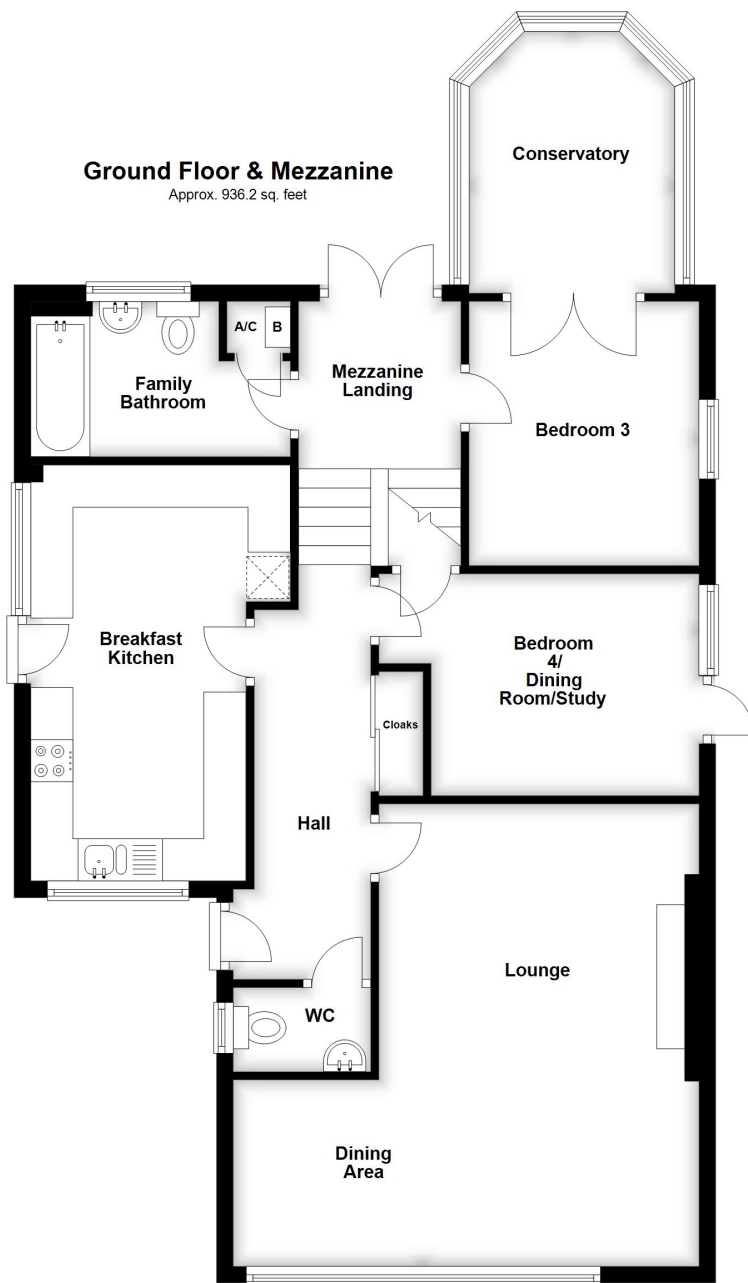 Ground Floor & Mezzanine
Approx. 936.2 sq. feet
Conservatory
A/C
B
Mezzanine
Landing
Family
Bathroom
Bedroom 3
Breakfast
Kitchen
Bedroom
4/
Dining
Room/Study
Cloaks
Hall
Lounge
WC
Dining
Area